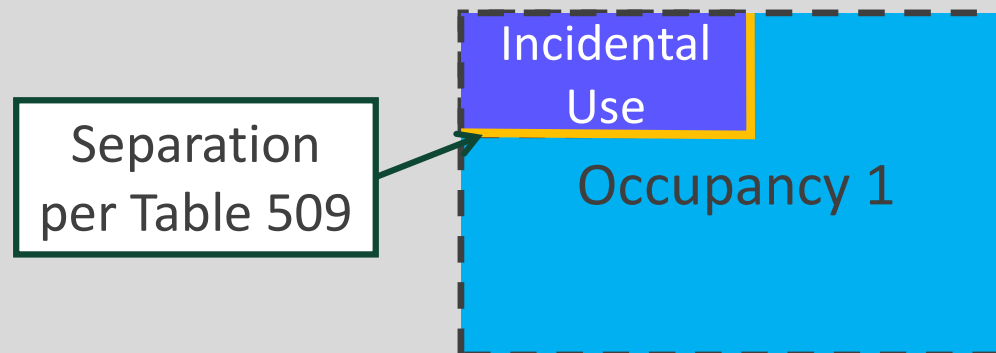 Incidental
Use
Separation
per Table 509
Occupancy 1